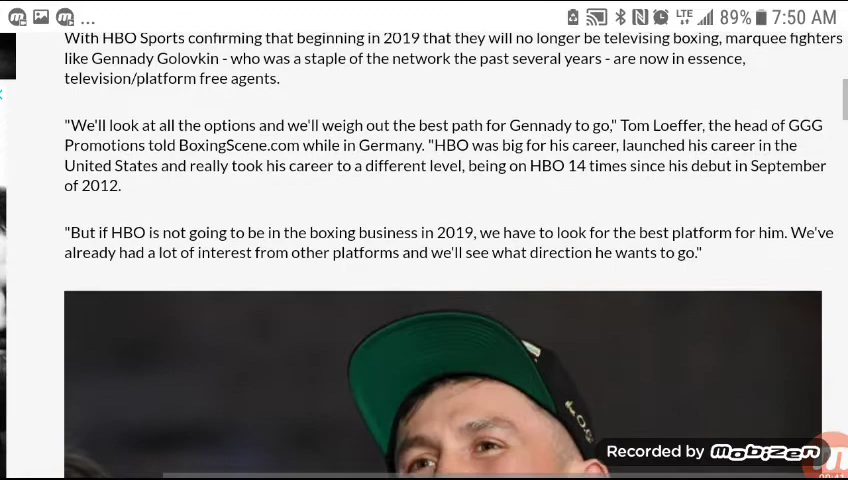 ... LTE 89% 7:50 AM
With HBO Sports confirming that beginning in 2019 that they will no longer be televising boxing, marquee fighters
like Gennady Golovkin - who was a staple of the network the past several years - are now in essence,
television/platform free agents.
"We'll look at all the options and we'll weigh out the best path for Gennady to go," Tom Loeffer, the head of GGG
Promotions told BoxingScene.com while in Germany. "HBO was big for his career, launched his career in the
United States and really took his career to a different level, being on HBO 14 times since his debut in September
of 2012.
"But if HBO is not going to be in the boxing business in 2019, we have to look for the best platform for him. We've
already had a lot of interest from other platforms and we'll see what direction he wants to go."
Recorded by MOBIZEN